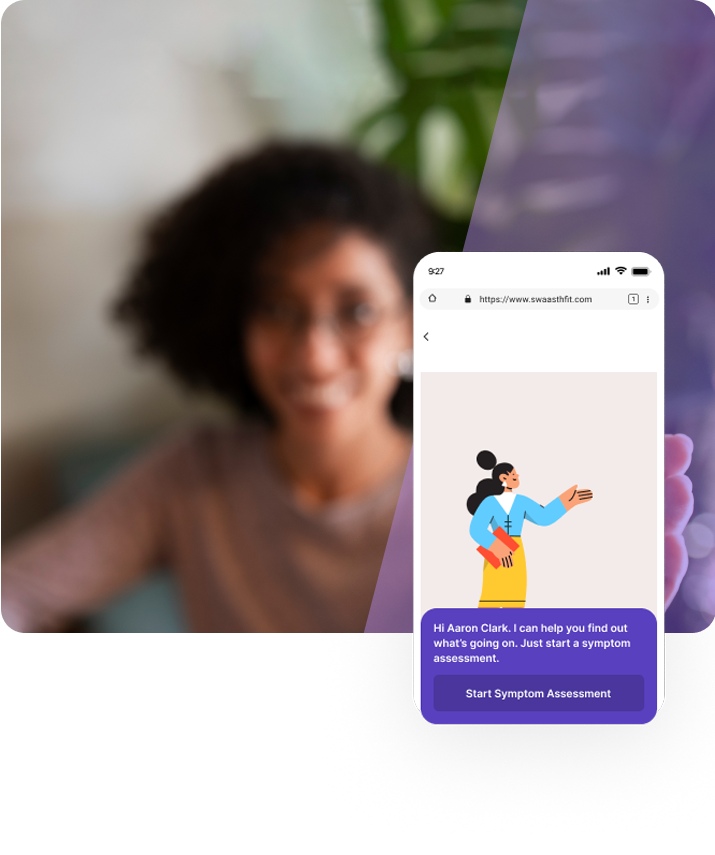 9:27
https://www.swaasthfit.com
1
Hi Aaron Clark. I can help you find out
what's going on. Just start a symptom
assessment.
Start Symptom Assessment